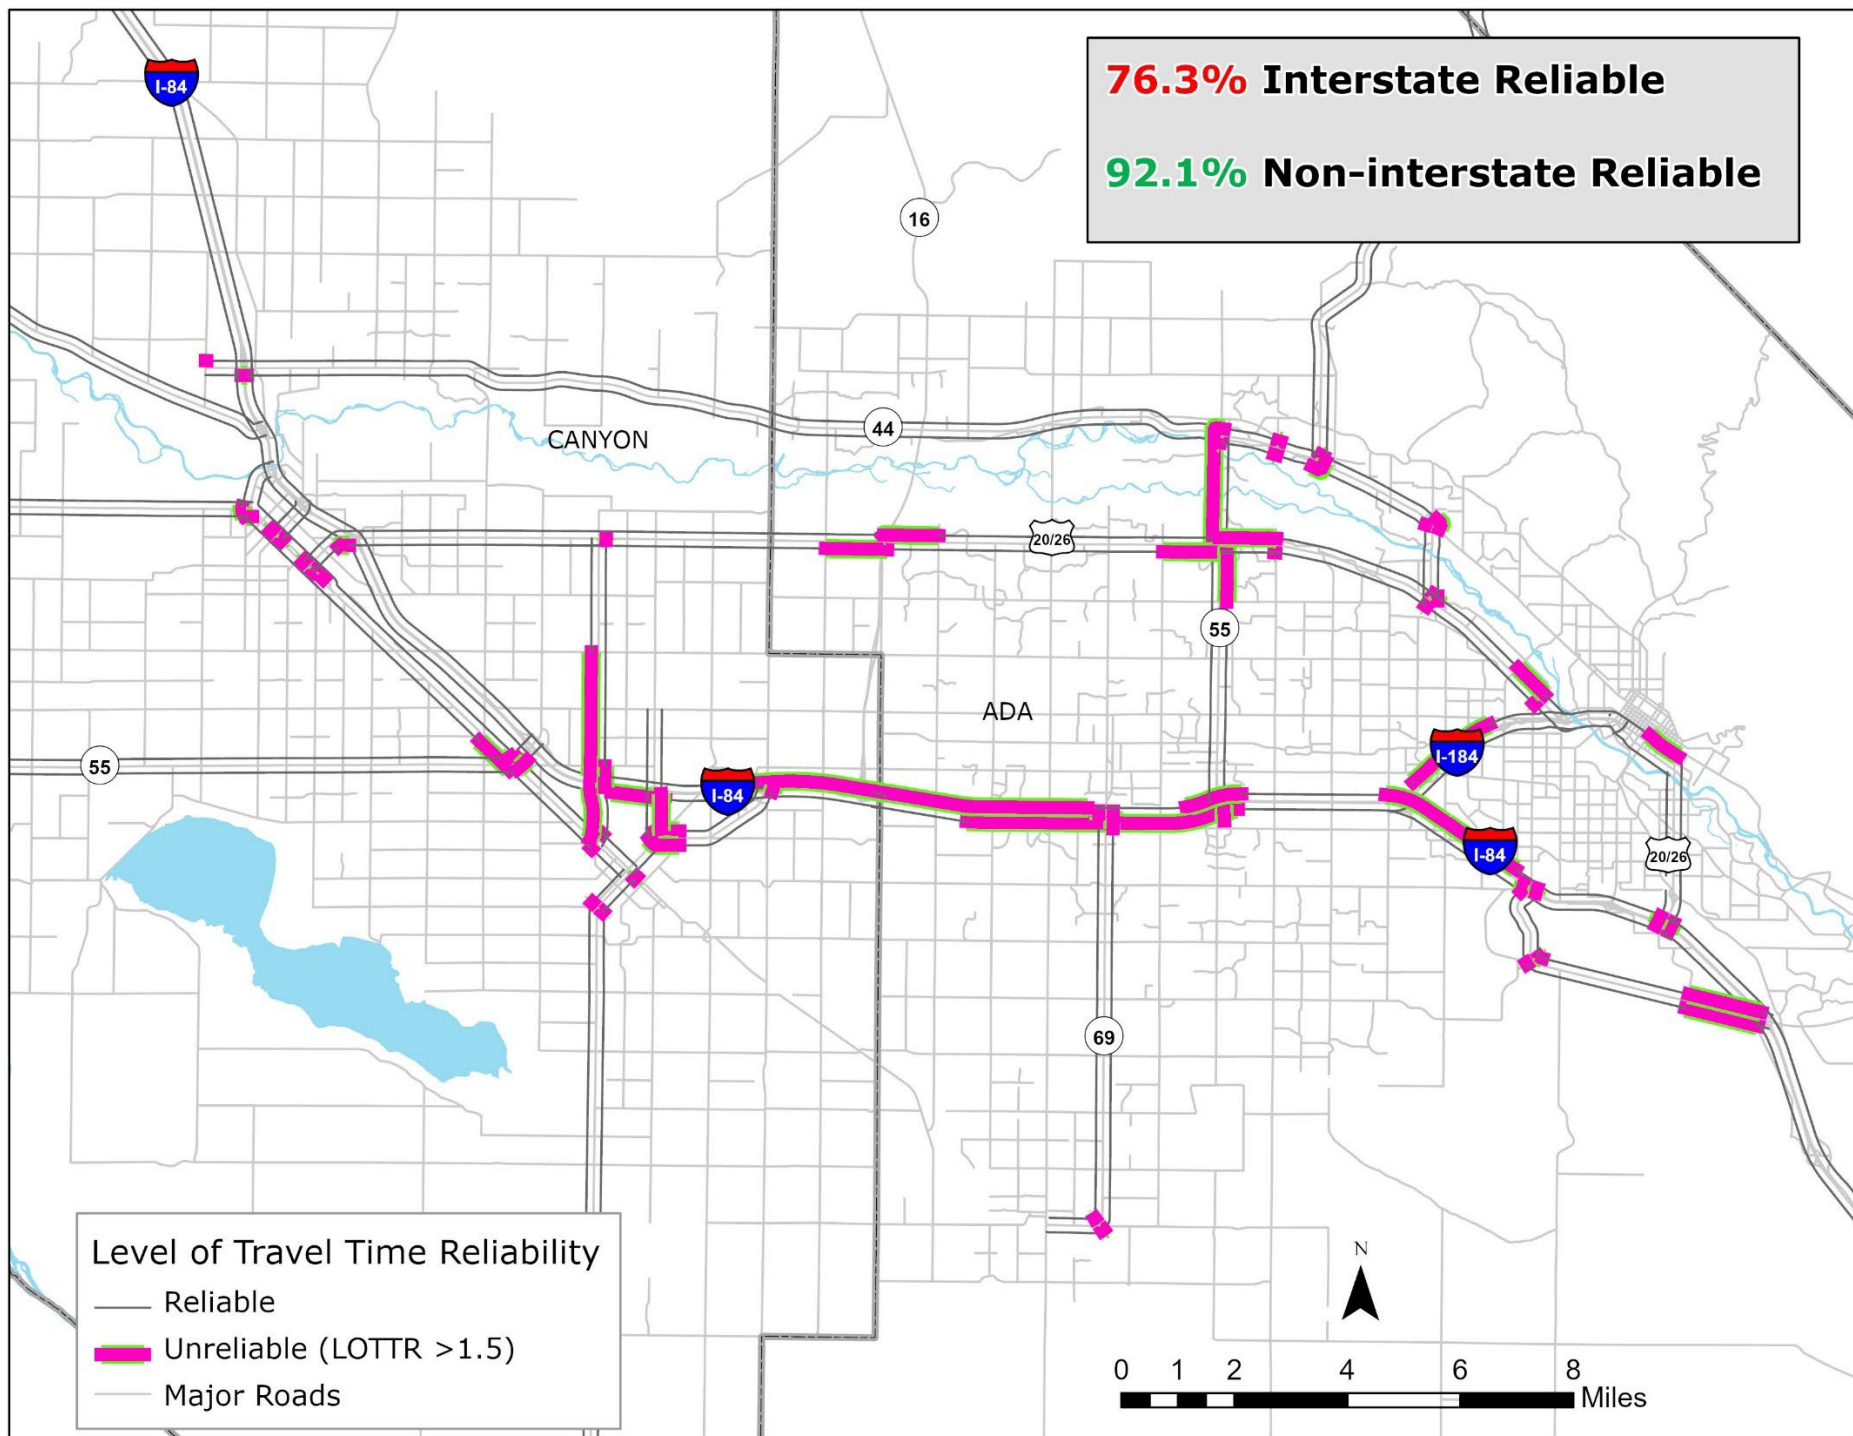 I-84
76.3% Interstate Reliable
92.1% Non-interstate Reliable
16
44
CANYON
20/26
55
ADA
55
I-184
I-84
I-84
20/26
69
Level of Travel Time Reliability
Reliable
Unreliable (LOTTR >1.5)
Major Roads
N
0 1 2 4 6 8
Miles